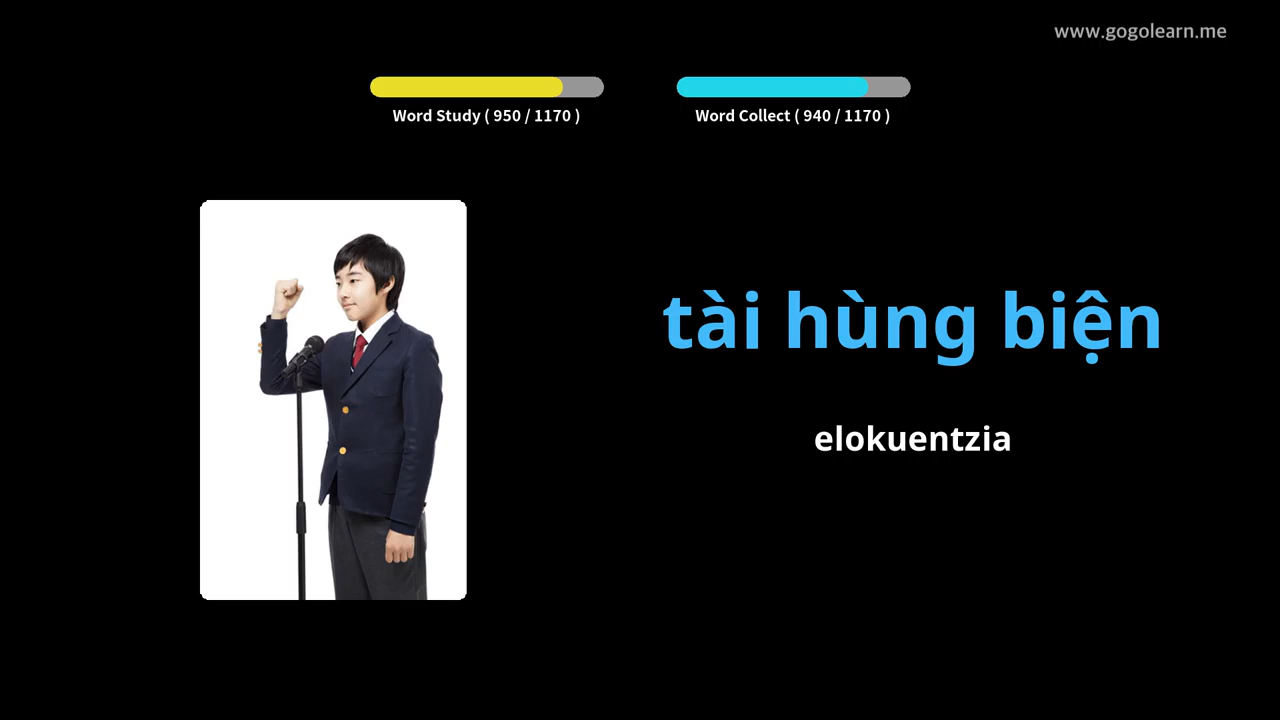 www.gogolearn.me
Word Study ( 950 / 1170 )
Word Collect ( 940 / 1170 )
tài hùng biện
elokuentzia